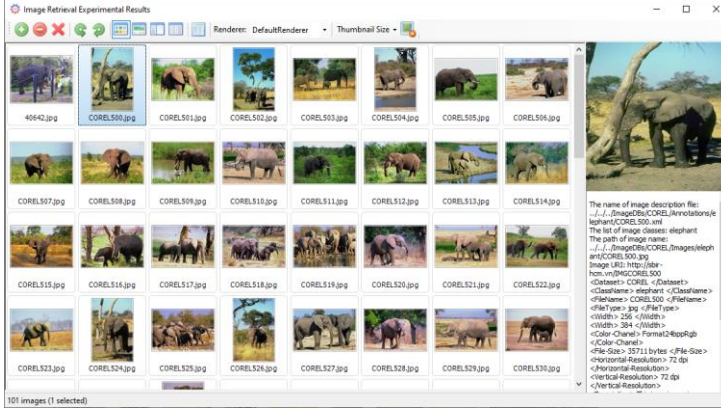 Image Retrieval Experimental Results
Renderer: DefaultRenderer Thumbnail Size
40642.jpg COREL500.jpg COREL501.jpg COREL502.jpg COREL503.jpg COREL504.jpg COREL505.jpg COREL506.jpg
COREL507.jpg COREL508.jpg COREL509.jpg COREL510.jpg COREL511.jpg COREL512.jpg COREL513.jpg COREL514.jpg
COREL515.jpg COREL516.jpg COREL517.jpg COREL518.jpg COREL519.jpg COREL520.jpg COREL521.jpg COREL522.jpg
COREL523.jpg COREL524.jpg COREL525.jpg COREL526.jpg COREL527.jpg COREL528.jpg COREL529.jpg COREL530.jpg
The name of image description file:
../../../ImageDBs/COREL/Annotations/e
lephant/COREL500.xml
The list of image classes: elephant
The path of image name:
../../../ImageDBs/COREL/Images/eleph
ant/COREL500.jpg
Image URI: http://sbir-
hcm.vn/IMGCOREL500
<Dataset> COREL </Dataset>
<ClassName> elephant </ClassName>
<FileName> COREL500 </FileName>
<FileType> jpg </FileType>
<Width> 256 </Width>
<Width> 384 </Width>
<Color-Chanel> Format24bppRgb
</Color-Chanel>
<File-Size> 35711 bytes </File-Size>
<Horizontal-Resolution> 72 dpi
</Horizontal-Resolution>
<Vertical-Resolution> 72 dpi
</Vertical-Resolution>
101 images (1 selected)